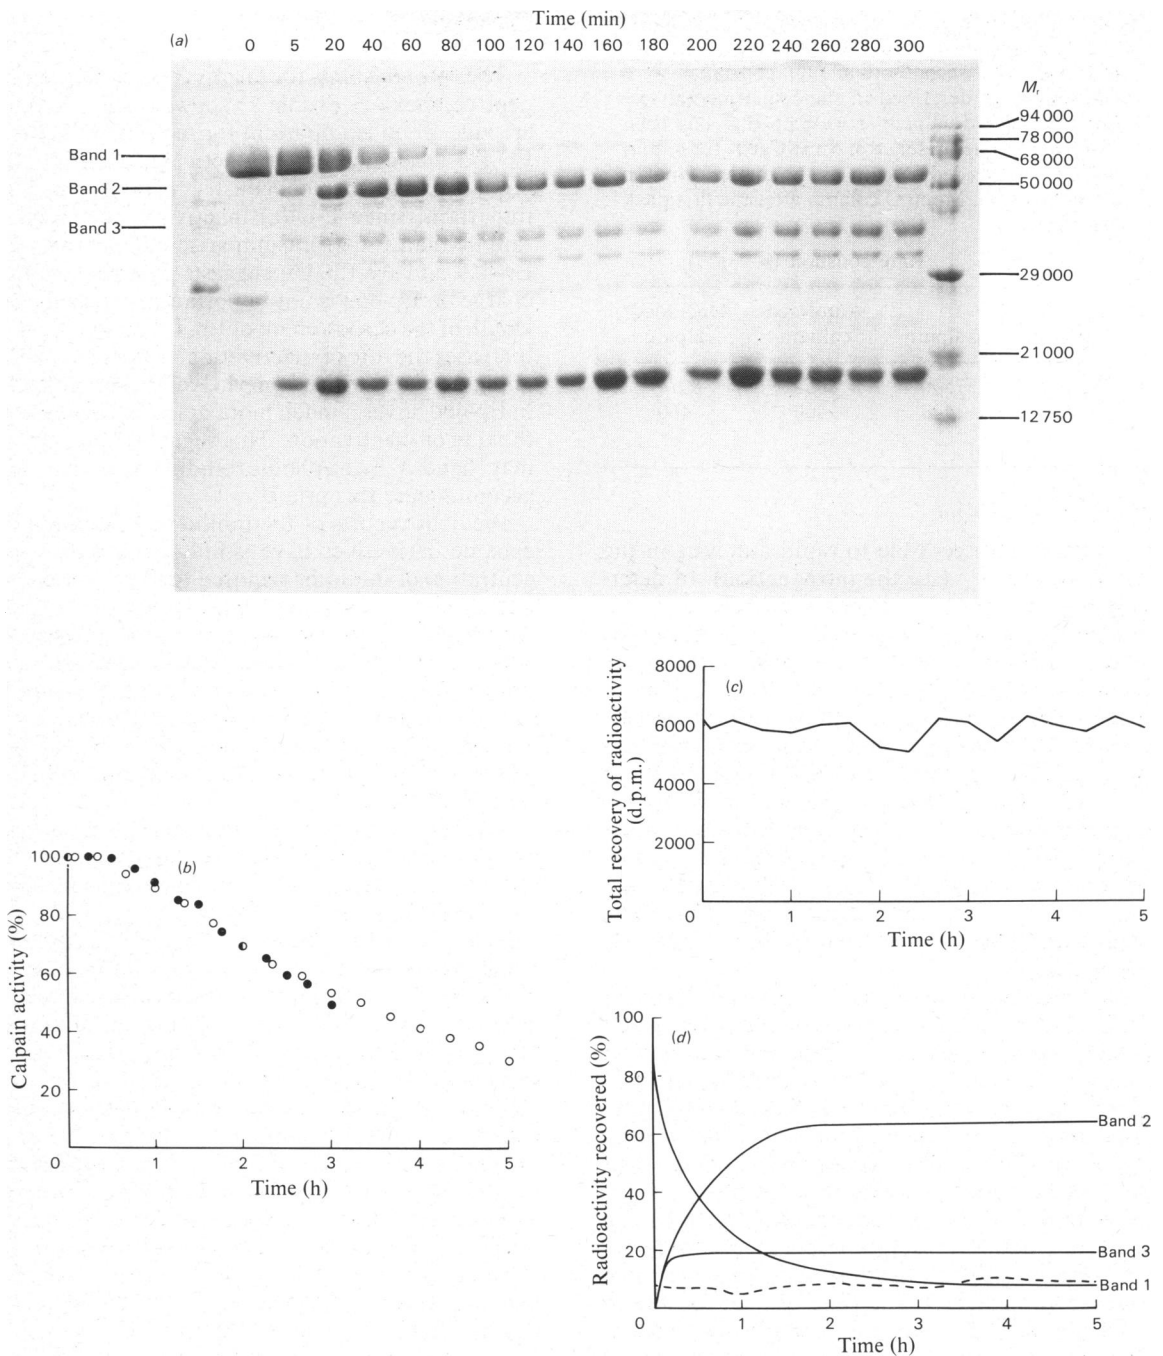 Time (min)
(a)
0 5 20 40 60 80 100 120 140 160 180 200 220 240 260 280 300
Mr
94 000
78 000
68 000
50 000
29 000
21 000
12 750
Band 1
Band 2
Band 3
(b)
Calpain activity (%)
100
80
60
40
20
0 1 2 3 4 5
Time (h)
(c)
Total recovery of radioactivity
(d.p.m.)
8000
6000
4000
2000
0 1 2 3 4 5
Time (h)
(d)
Radioactivity recovered (%)
100
80
60
40
20
Band 2
Band 3
Band 1
0 1 2 3 4 5
Time (h)